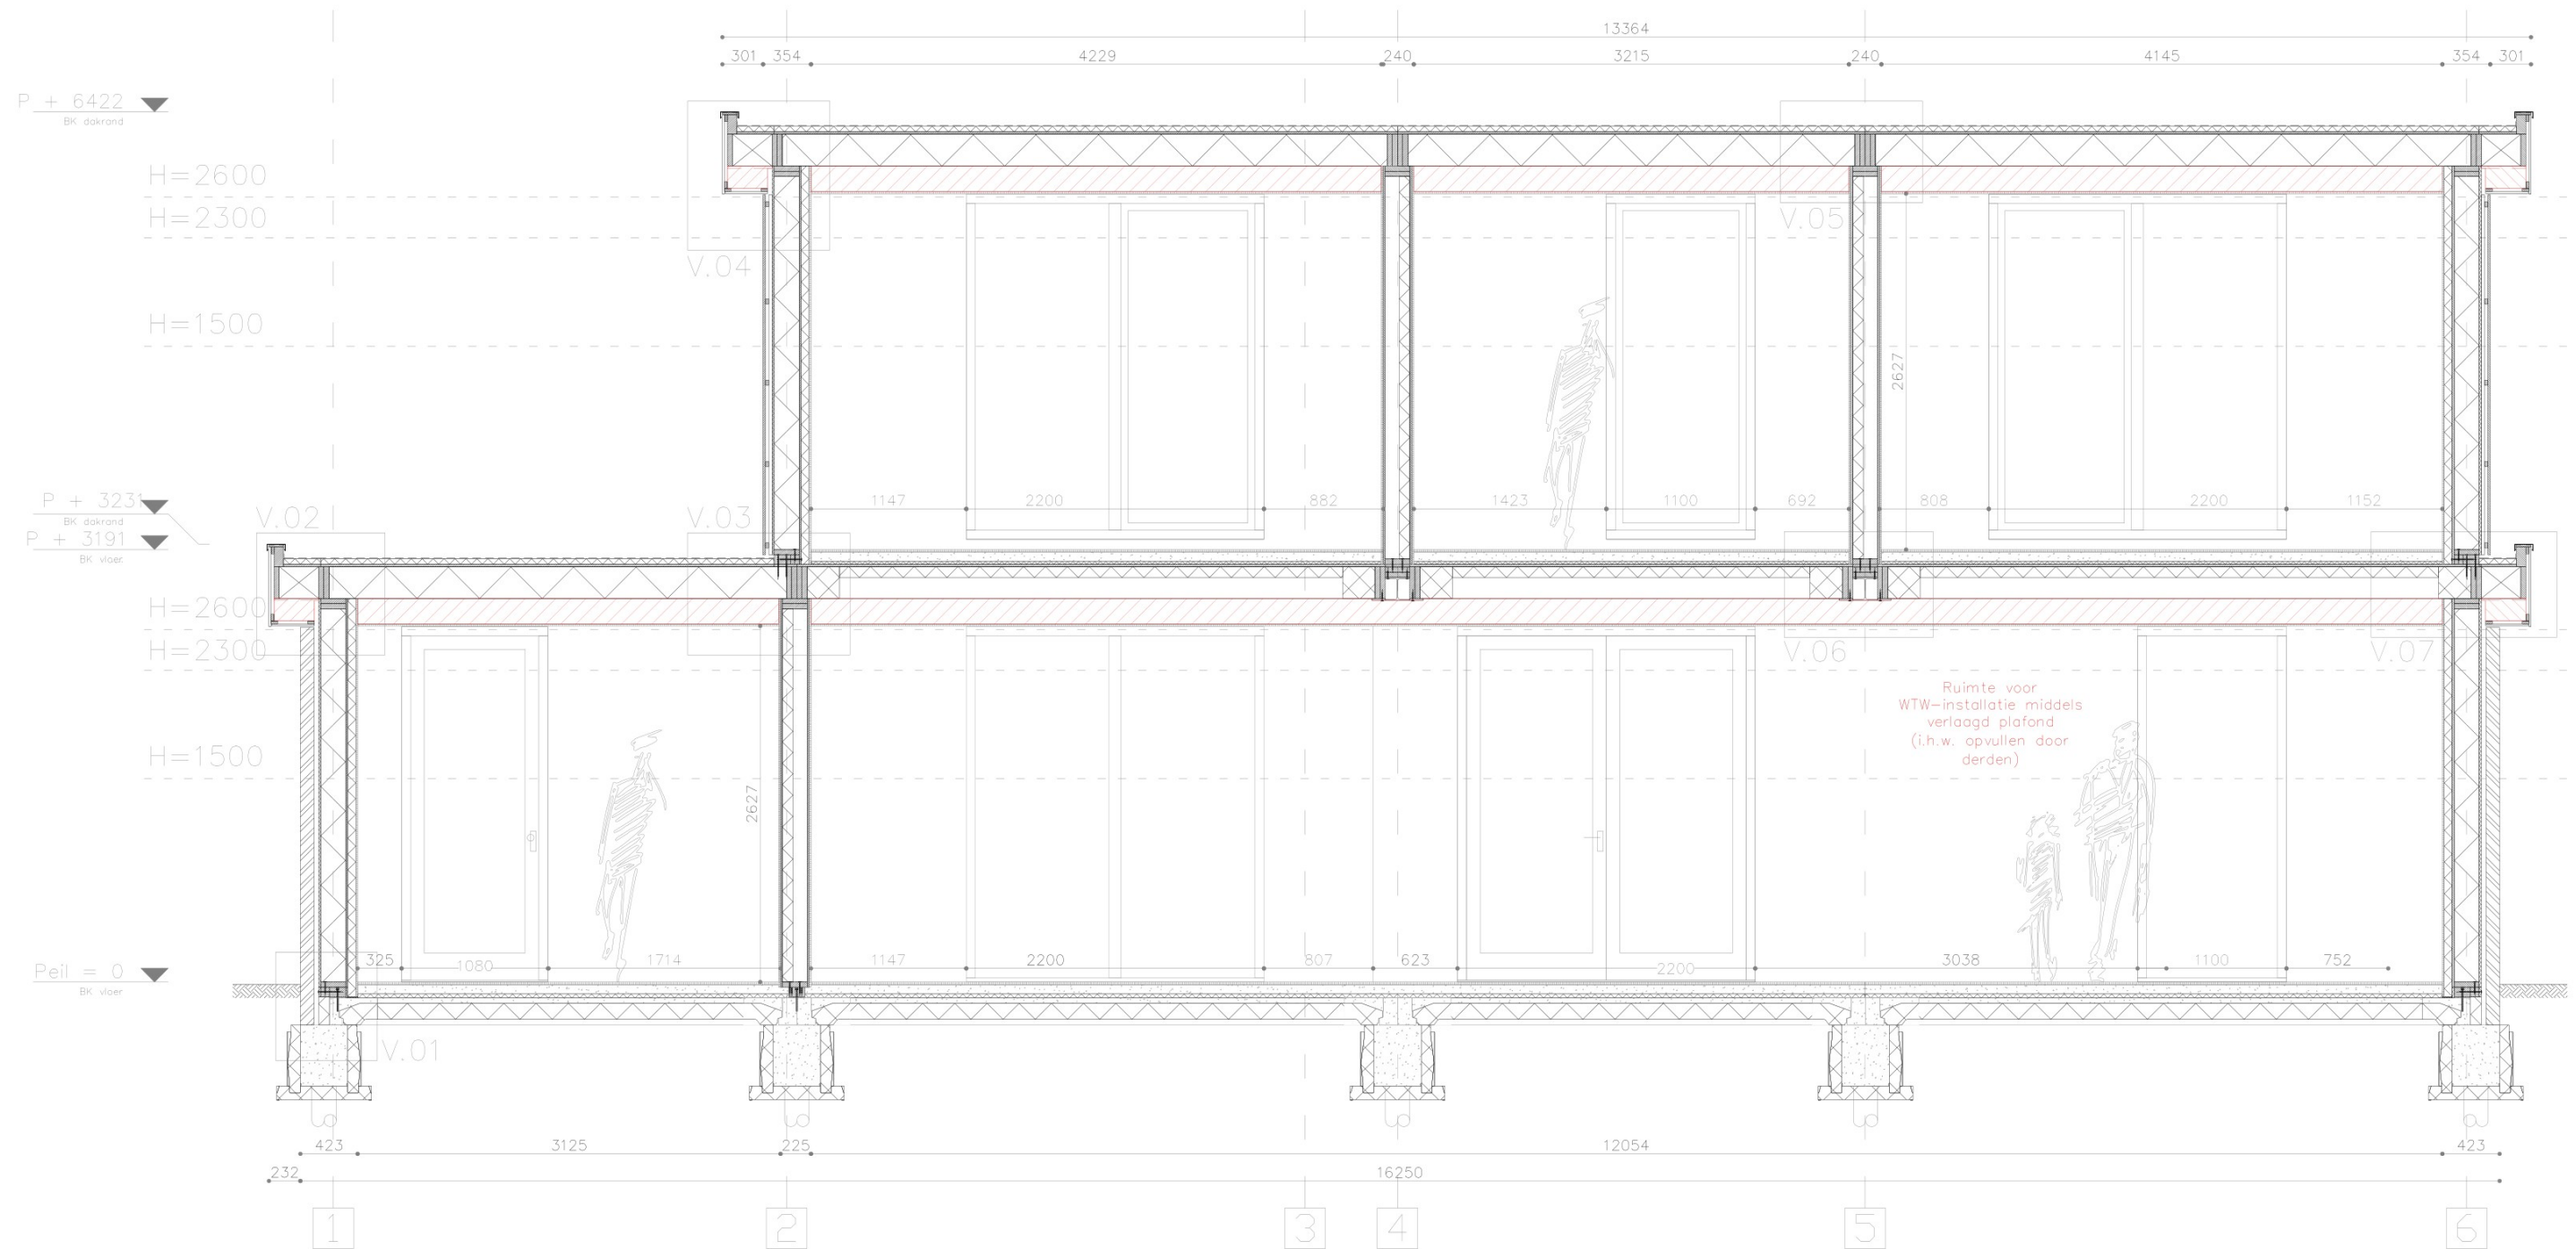 13364
301 354 4229 240 3215 240 4145 354 301
P + 6422
BK dakrand
H=2600
H=2300
V.05
V.04
H=1500
2627
1147 2200 882 1423 1100 692 808 2200 1152
P + 3231
BK dakrand
V.02 V.03
P + 3191
BK vloer
H=2600
H=2300
V.06 V.07
Ruimte voor
WTW-installatie middels
verlaagd plafond
(i.h.w. opvullen door
derden)
H=1500
2627
325 1080 1714 1147 2200 807 623 2200 3038 1100 752
Peil = 0
BK vloer
V.01
423 3125 225 12054 423
232 16250
1 2 3 4 5 6